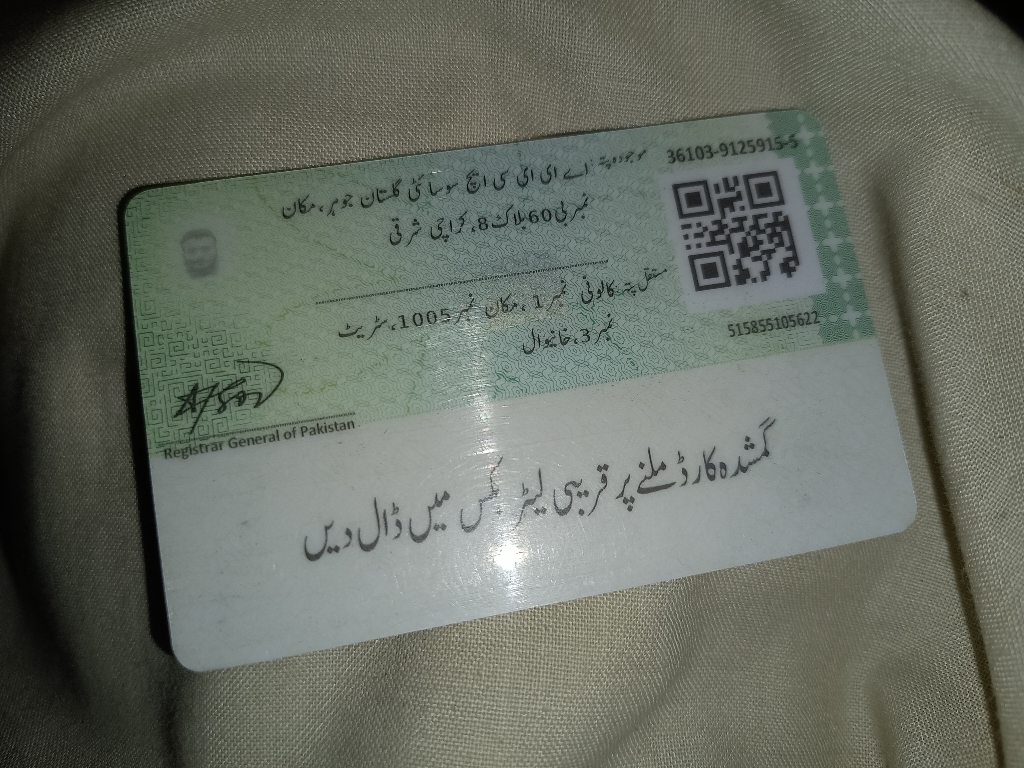 36103-9125915-5
موجودہ پتہ: اے ای ای سی ایچ سوسائٹی گلستان جوہر، مکان
نمبر بی60 بلاک 8، کراچی شرقی
مستقل پتہ: کالونی نمبر 1، مکان نمبر 1005، سٹریٹ
نمبر 3، خانیوال
515855105622
Registrar General of Pakistan
گمشدہ کارڈ ملنے پر قریبی لیٹر بکس میں ڈال دیں